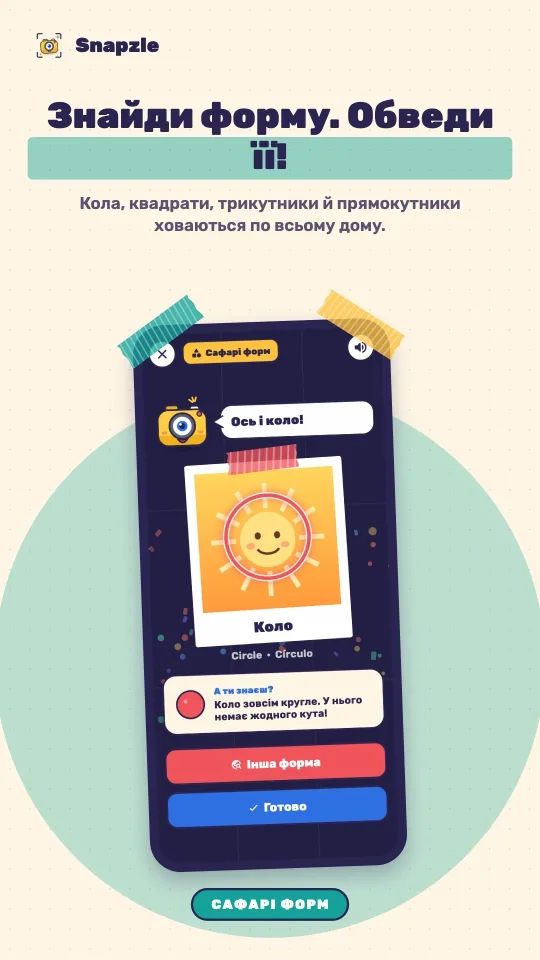 Snapzle
Знайди форму. Обведи
її!
Кола, квадрати, трикутники й прямокутники
ховаються по всьому дому.
Сафарі форм
Ось і коло!
Коло
Circle • Círculo
А ти знаєш?
Коло зовсім кругле. У нього
немає жодного кута!
Інша форма
Готово
САФАРІ ФОРМ